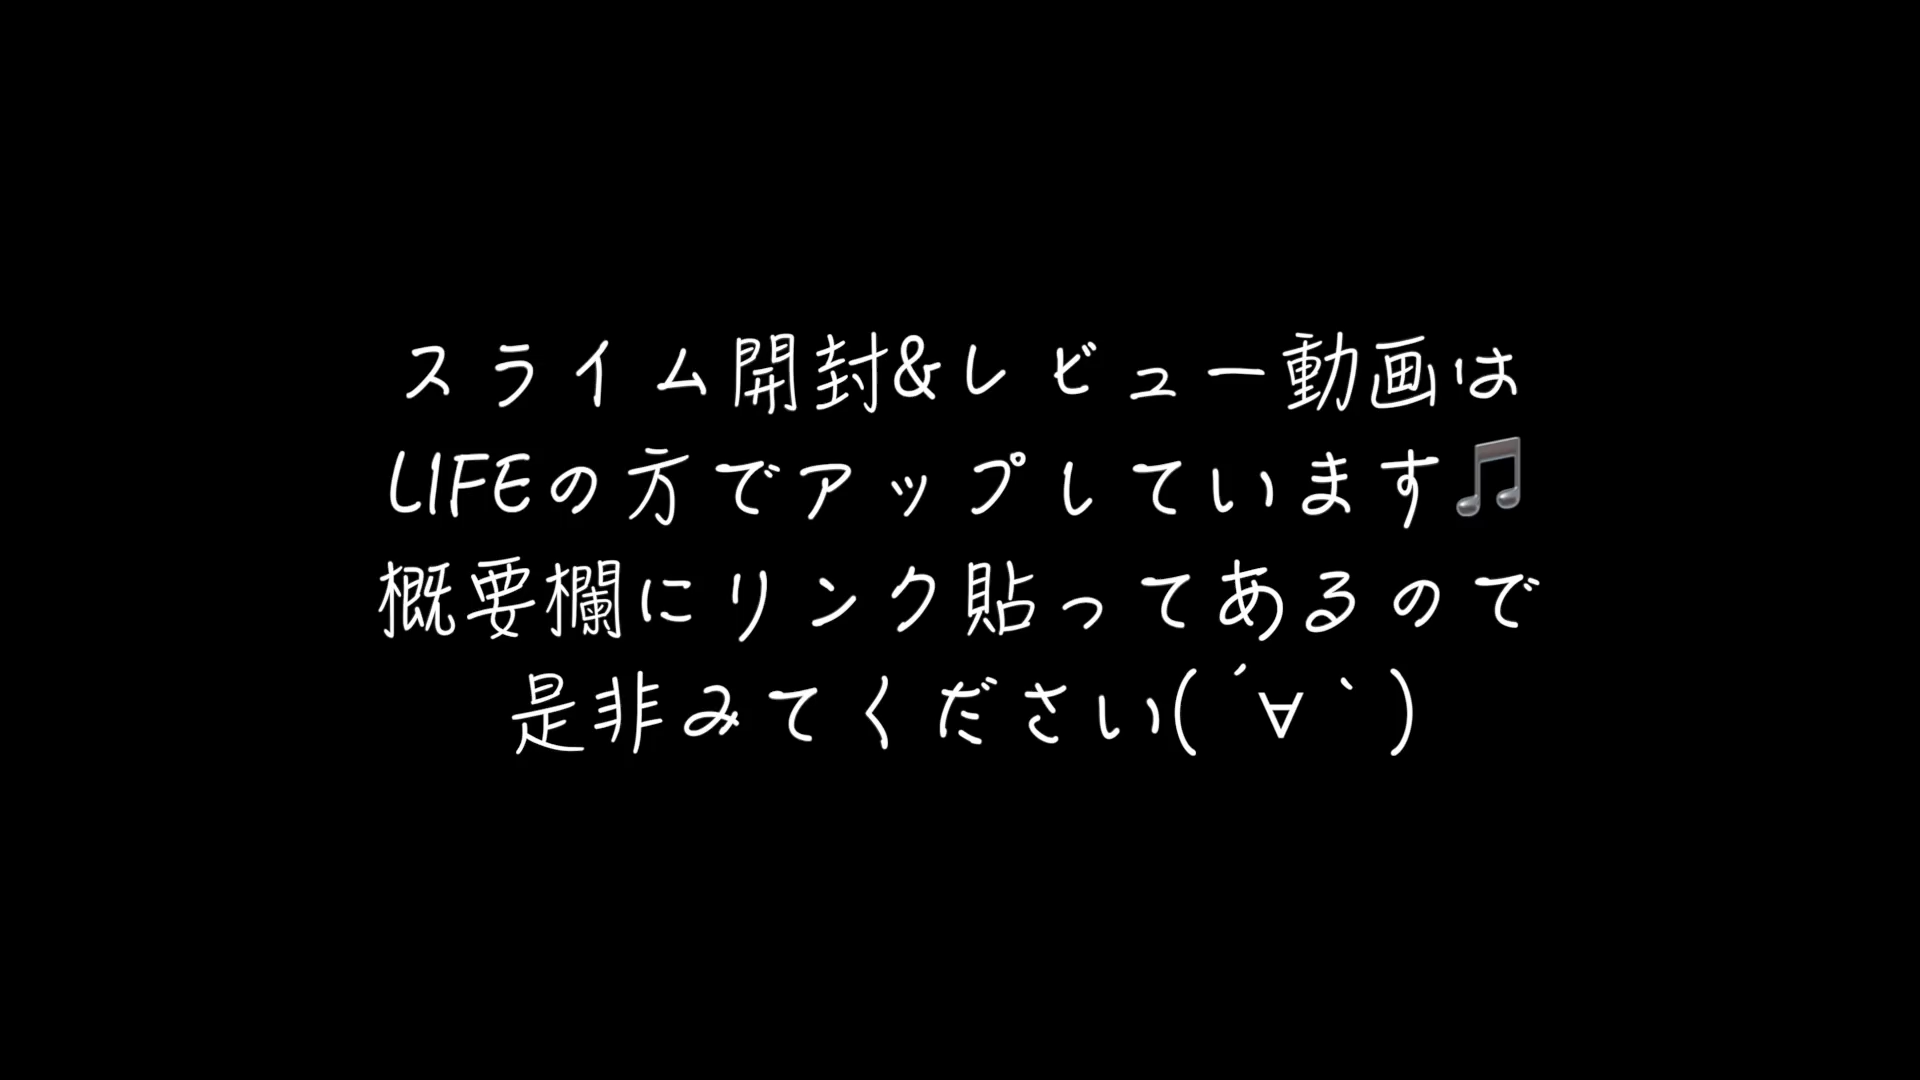 スライム開封&レビュー動画は
LIFEの方でアップしています🎵
概要欄にリンク貼ってあるので
是非みてください(´∀｀)